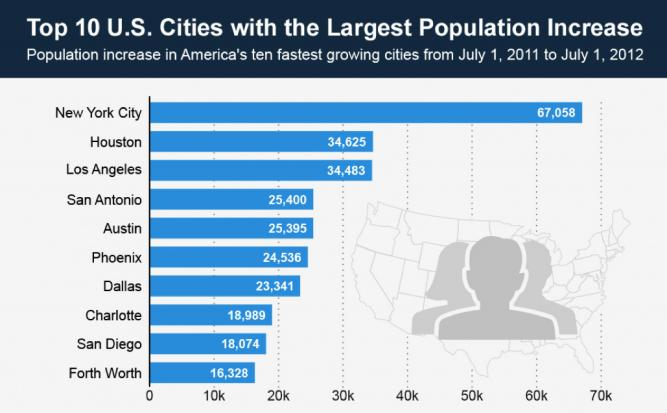 Top 10 U.S. Cities with the Largest Population Increase
Population increase in America's ten fastest growing cities from July 1, 2011 to July 1, 2012
New York City 67,058
Houston 34,625
Los Angeles 34,483
San Antonio 25,400
Austin 25,395
Phoenix 24,536
Dallas 23,341
Charlotte 18,989
San Diego 18,074
Forth Worth 16,328
0 10k 20k 30k 40k 50k 60k 70k